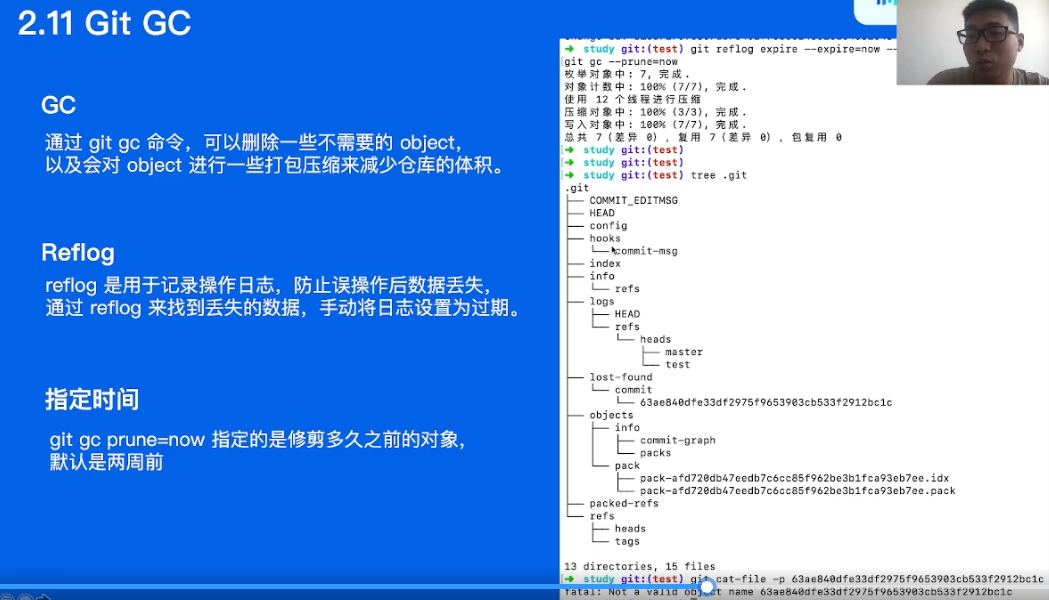 2.11 Git GC
GC
通过 git gc 命令，可以删除一些不需要的 object，
以及会对 object 进行一些打包压缩来减少仓库的体积。
Reflog
reflog 是用于记录操作日志，防止误操作后数据丢失，
通过 reflog 来找到丢失的数据，手动将日志设置为过期。
指定时间
git gc prune=now 指定的是修剪多久之前的对象，
默认是两周前
➜ study git:(test) git reflog expire --expire=now --
git gc --prune=now
枚举对象中: 7, 完成.
对象计数中: 100% (7/7), 完成.
使用 12 个线程进行压缩
压缩对象中: 100% (3/3), 完成.
写入对象中: 100% (7/7), 完成.
总共 7（差异 0），复用 7（差异 0），包复用 0
➜ study git:(test)
➜ study git:(test)
➜ study git:(test) tree .git
.git
├── COMMIT_EDITMSG
├── HEAD
├── config
├── hooks
│   └── commit-msg
├── index
├── info
│   └── refs
├── logs
│   ├── HEAD
│   └── refs
│       └── heads
│           ├── master
│           └── test
├── lost-found
│   └── commit
│       └── 63ae840dfe33df2975f9653903cb533f2912bc1c
├── objects
│   ├── info
│   │   ├── commit-graph
│   │   └── packs
│   └── pack
│       ├── pack-afd720db47eedb7c6cc85f962be3b1fca93eb7ee.idx
│       └── pack-afd720db47eedb7c6cc85f962be3b1fca93eb7ee.pack
├── packed-refs
└── refs
    ├── heads
    └── tags
13 directories, 15 files
➜ study git:(test) git cat-file -p 63ae840dfe33df2975f9653903cb533f2912bc1c
fatal: Not a valid object name 63ae840dfe33df2975f9653903cb533f2912bc1c